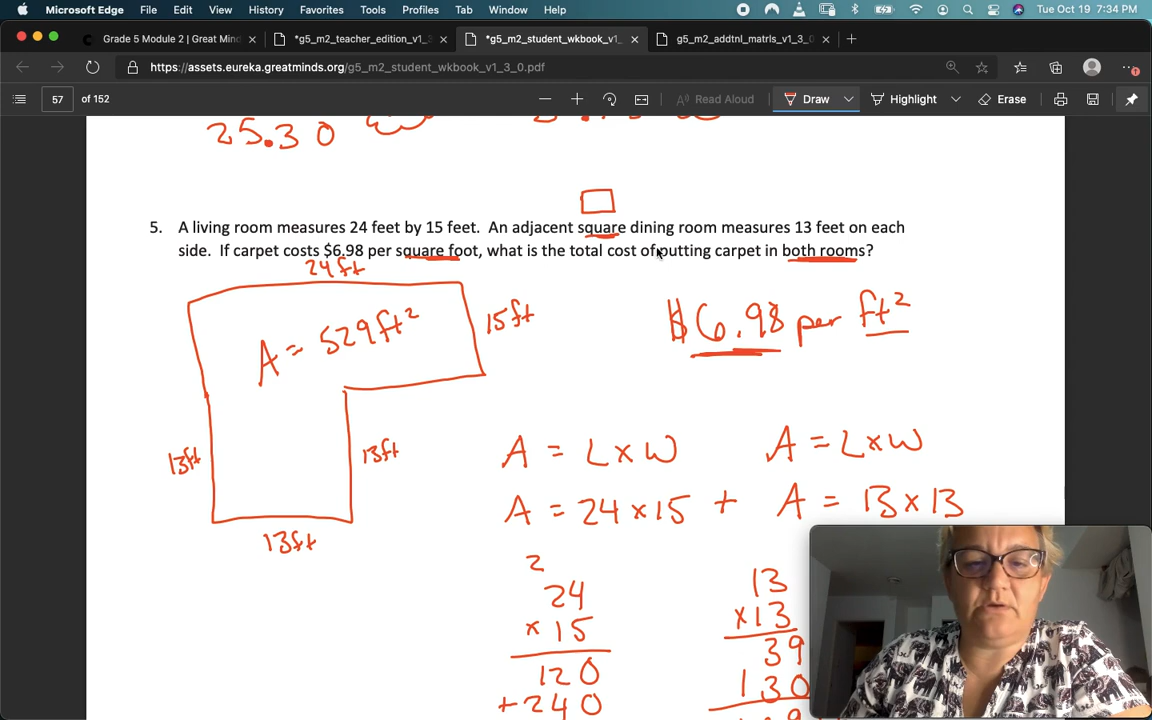 Microsoft Edge File Edit View History Favorites Tools Profiles Tab Window Help Tue Oct 19 7:34 PM
Grade 5 Module 2 | Great Mind *g5_m2_teacher_edition_v1_3 *g5_m2_student_wkbook_v1_ g5_m2_addtnl_matrls_v1_3_0
https://assets.eureka.greatminds.org/g5_m2_student_wkbook_v1_3_0.pdf
57 of 152 Read Aloud Draw Highlight Erase
25.30
5. A living room measures 24 feet by 15 feet. An adjacent square dining room measures 13 feet on each
side. If carpet costs $6.98 per square foot, what is the total cost of putting carpet in both rooms?
24ft
15ft
A = 529ft²
$6.98 per ft²
13ft
13ft
13ft
A = L x W A = L x W
A = 24 x 15 + A = 13 x 13
2
24
x 15
120
+240
13
x13
39
130